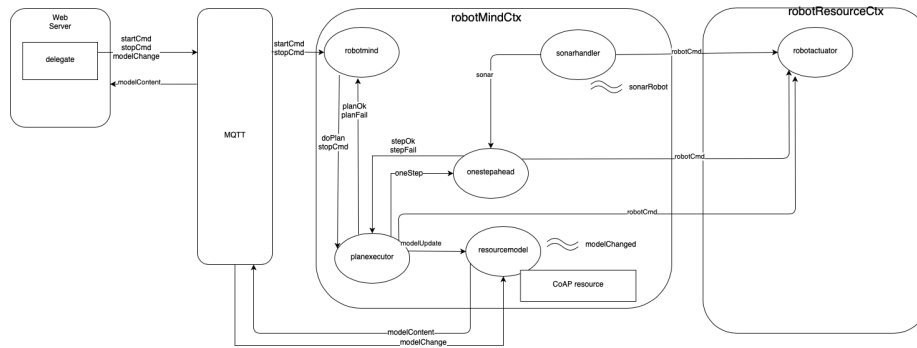 Web
Server
delegate
startCmd
stopCmd
modelChange
modelContent
MQTT
startCmd
stopCmd
robotMindCtx
robotmind
sonarhandler
sonar
sonarRobot
planOk
planFail
doPlan
stopCmd
stepOk
stepFail
oneStep
onestepahead
planexecutor
modelUpdate
resourcemodel
modelChanged
CoAP resource
modelContent
modelChange
robotResourceCtx
robotCmd
robotactuator
robotCmd
robotCmd